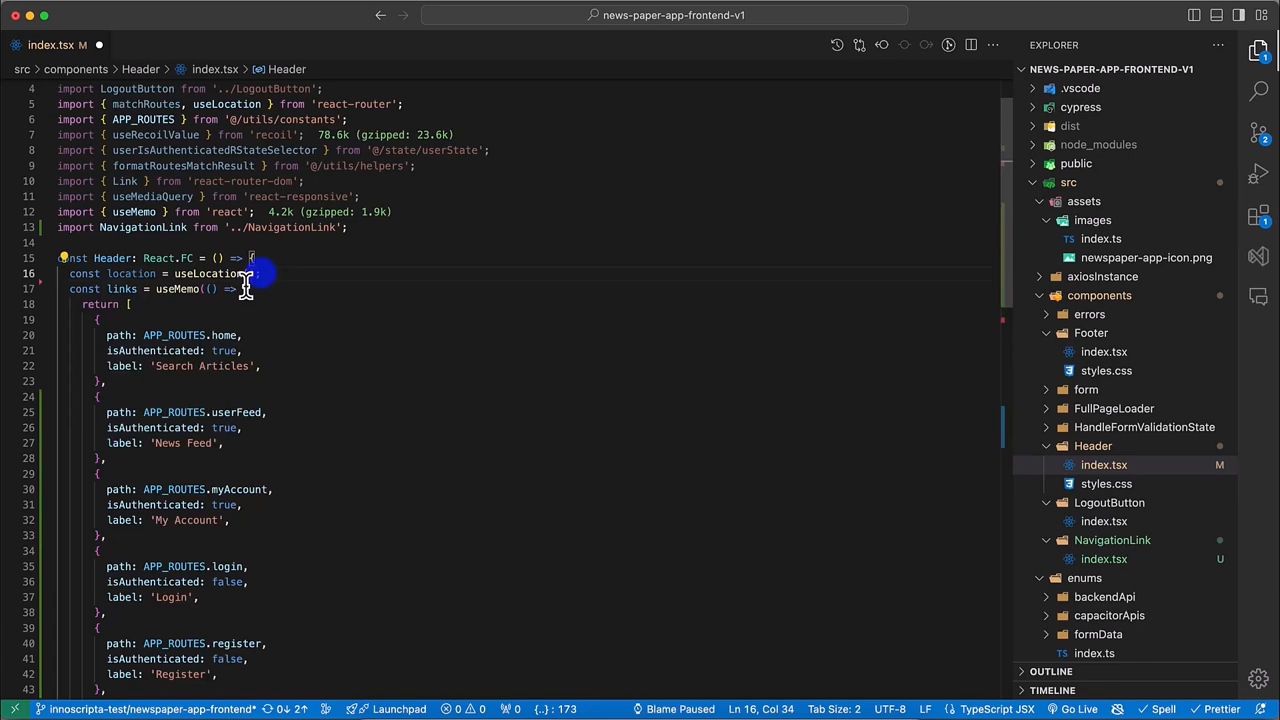 news-paper-app-frontend-v1
index.tsx M
src > components > Header > index.tsx > Header
4 import LogoutButton from '../LogoutButton';
5 import { matchRoutes, useLocation } from 'react-router';
6 import { APP_ROUTES } from '@/utils/constants';
7 import { useRecoilValue } from 'recoil'; 78.6k (gzipped: 23.6k)
8 import { userIsAuthenticatedRStateSelector } from '@/state/userState';
9 import { formatRoutesMatchResult } from '@/utils/helpers';
10 import { Link } from 'react-router-dom';
11 import { useMediaQuery } from 'react-responsive';
12 import { useMemo } from 'react'; 4.2k (gzipped: 1.9k)
13 import NavigationLink from '../NavigationLink';
14
15 const Header: React.FC = () => {
16 const location = useLocation
17 const links = useMemo(() =>
18 return [
19 {
20 path: APP_ROUTES.home,
21 isAuthenticated: true,
22 label: 'Search Articles',
23 },
24 {
25 path: APP_ROUTES.userFeed,
26 isAuthenticated: true,
27 label: 'News Feed',
28 },
29 {
30 path: APP_ROUTES.myAccount,
31 isAuthenticated: true,
32 label: 'My Account',
33 },
34 {
35 path: APP_ROUTES.login,
36 isAuthenticated: false,
37 label: 'Login',
38 },
39 {
40 path: APP_ROUTES.register,
41 isAuthenticated: false,
42 label: 'Register',
43 },
EXPLORER
NEWS-PAPER-APP-FRONTEND-V1
.vscode
cypress
dist
node_modules
public
src
assets
images
TS index.ts
newspaper-app-icon.png
axiosInstance
components
errors
Footer
index.tsx
styles.css
form
FullPageLoader
HandleFormValidationState
Header
index.tsx M
styles.css
LogoutButton
index.tsx
NavigationLink
index.tsx U
enums
backendApi
capacitorApis
formData
TS index.ts
OUTLINE
TIMELINE
1
2
2
innoscripta-test/newspaper-app-frontend* 0↓ 2↑ Launchpad 0 0 {..} : 173 Blame Paused Ln 16, Col 34 Tab Size: 2 UTF-8 LF {} TypeScript JSX Go Live Spell Prettier